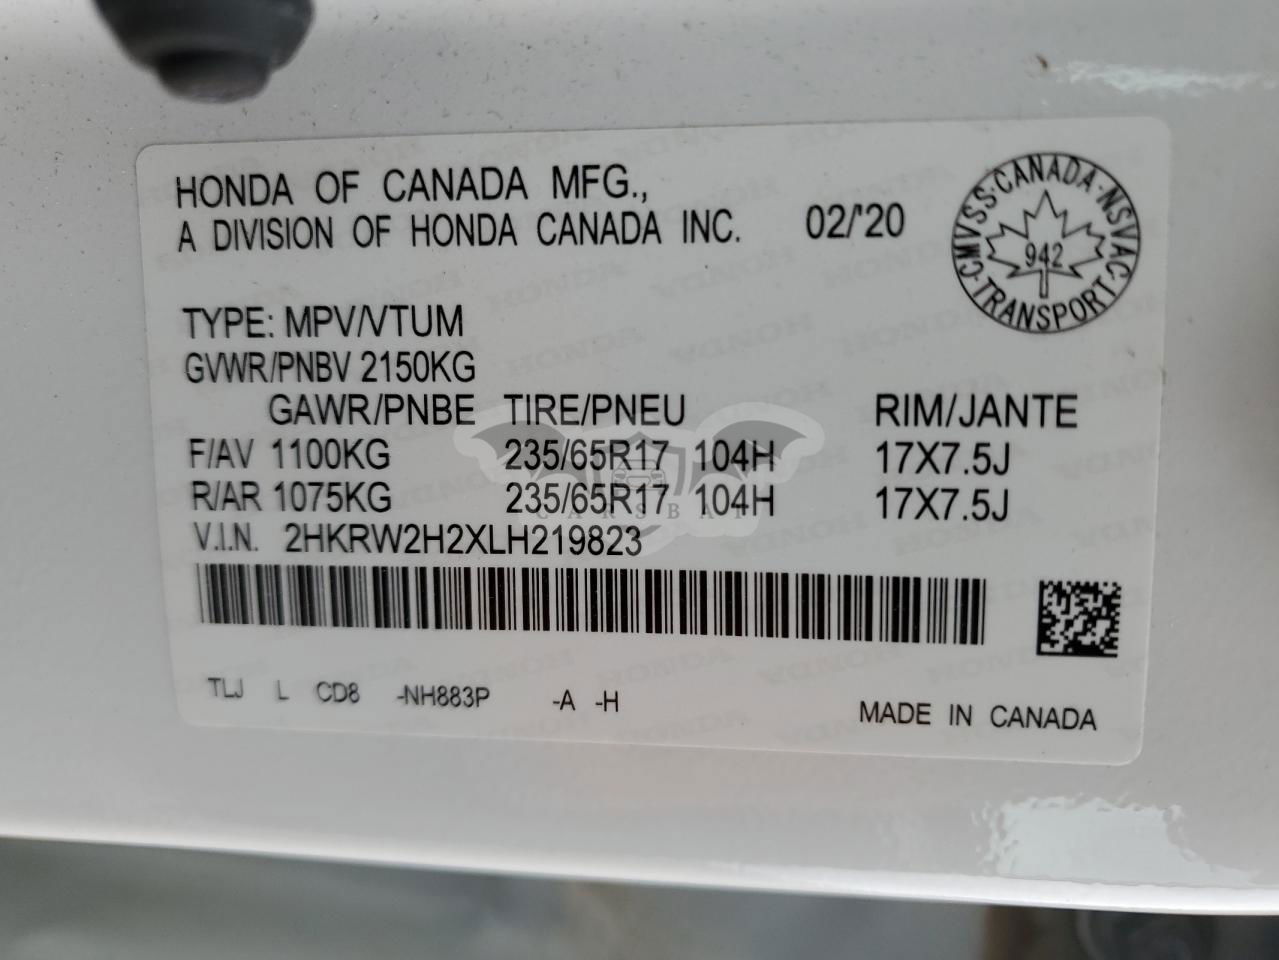 HONDA OF CANADA MFG.,
A DIVISION OF HONDA CANADA INC. 02/'20
CMVSS·CANADA·NSVAC·TRANSPORT·
942
TYPE: MPV/VTUM
GVWR/PNBV 2150KG
GAWR/PNBE TIRE/PNEU RIM/JANTE
F/AV 1100KG 235/65R17 104H 17X7.5J
R/AR 1075KG 235/65R17 104H 17X7.5J
CARSBAT
V.I.N. 2HKRW2H2XLH219823
TLJ L CD8 -NH883P -A -H
MADE IN CANADA